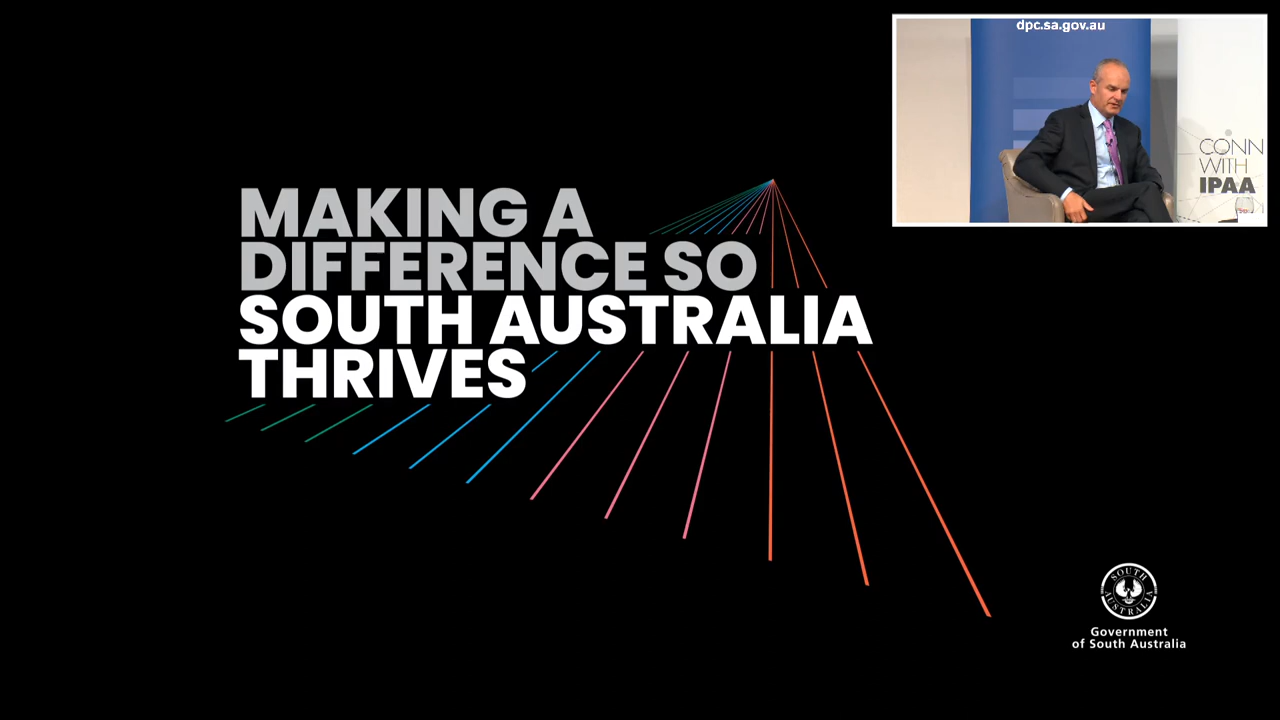 MAKING A
DIFFERENCE SO
SOUTH AUSTRALIA
THRIVES
dpc.sa.gov.au
CONN
WITH
IPAA
SOUTH
AUSTRALIA
Government
of South Australia